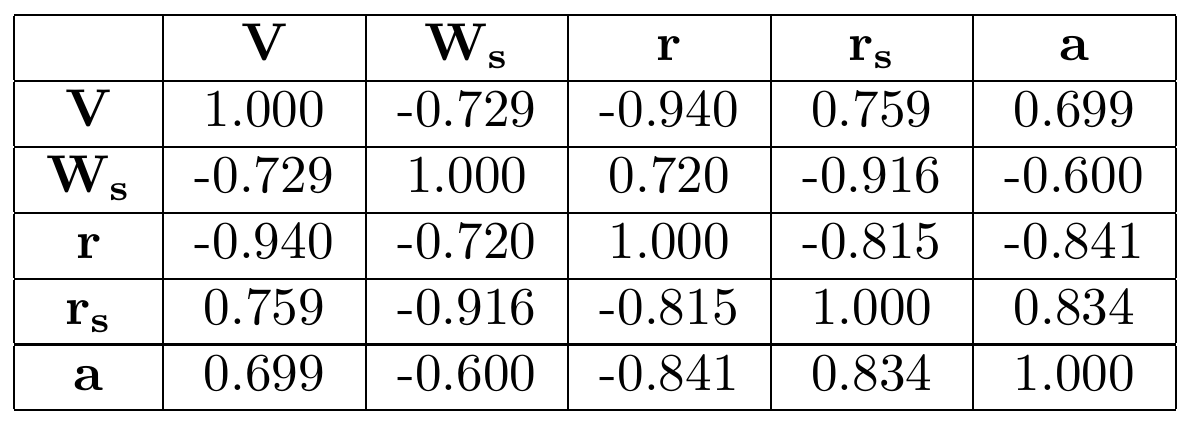 V W_s r r_s a
V 1.000 -0.729 -0.940 0.759 0.699
W_s -0.729 1.000 0.720 -0.916 -0.600
r -0.940 -0.720 1.000 -0.815 -0.841
r_s 0.759 -0.916 -0.815 1.000 0.834
a 0.699 -0.600 -0.841 0.834 1.000